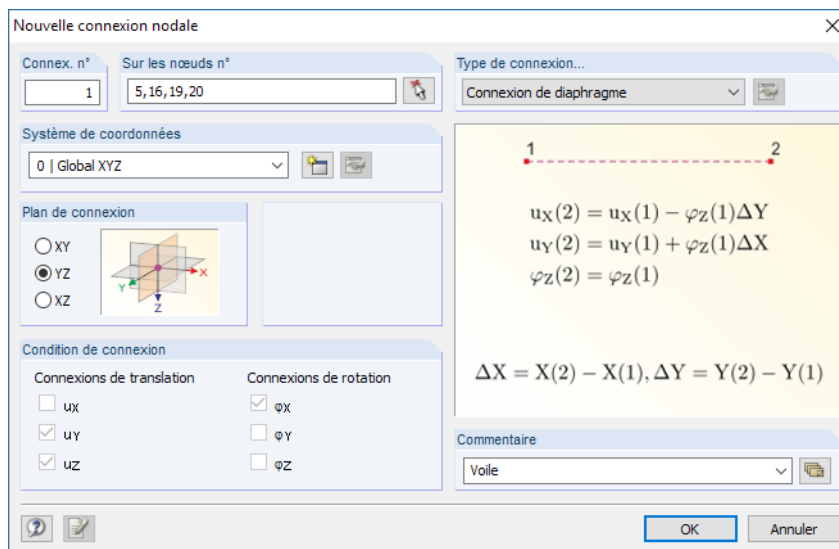 Nouvelle connexion nodale
Connex. n°
1
Sur les nœuds n°
5,16,19,20
Type de connexion...
Connexion de diaphragme
Système de coordonnées
0 | Global XYZ
Plan de connexion
XY
YZ
XZ
X
Y
Z
Condition de connexion
Connexions de translation
uX
uY
uZ
Connexions de rotation
φX
φY
φZ
1 2
uX(2) = uX(1) − φZ(1)ΔY
uY(2) = uY(1) + φZ(1)ΔX
φZ(2) = φZ(1)
ΔX = X(2) − X(1), ΔY = Y(2) − Y(1)
Commentaire
Voile
OK
Annuler